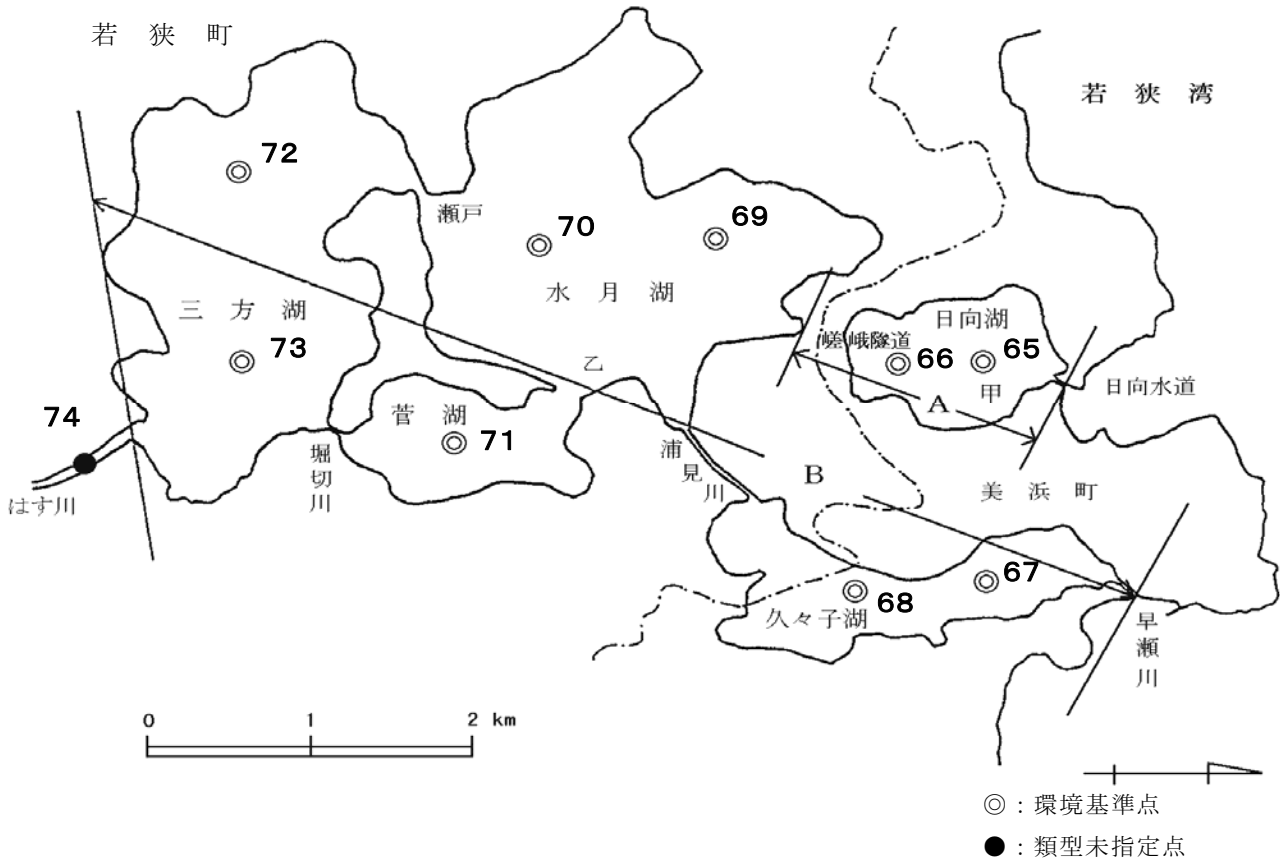 若狭町
若狭湾
72
瀬戸
70
69
水月湖
三方湖
73
日向湖
嵯峨隧道
66
65
甲
A
日向水道
乙
74
菅湖
71
堀切川
浦見川
B
はす川
美浜町
67
68
久々子湖
早瀬川
0 1 2 km
◎：環境基準点
●：類型未指定点